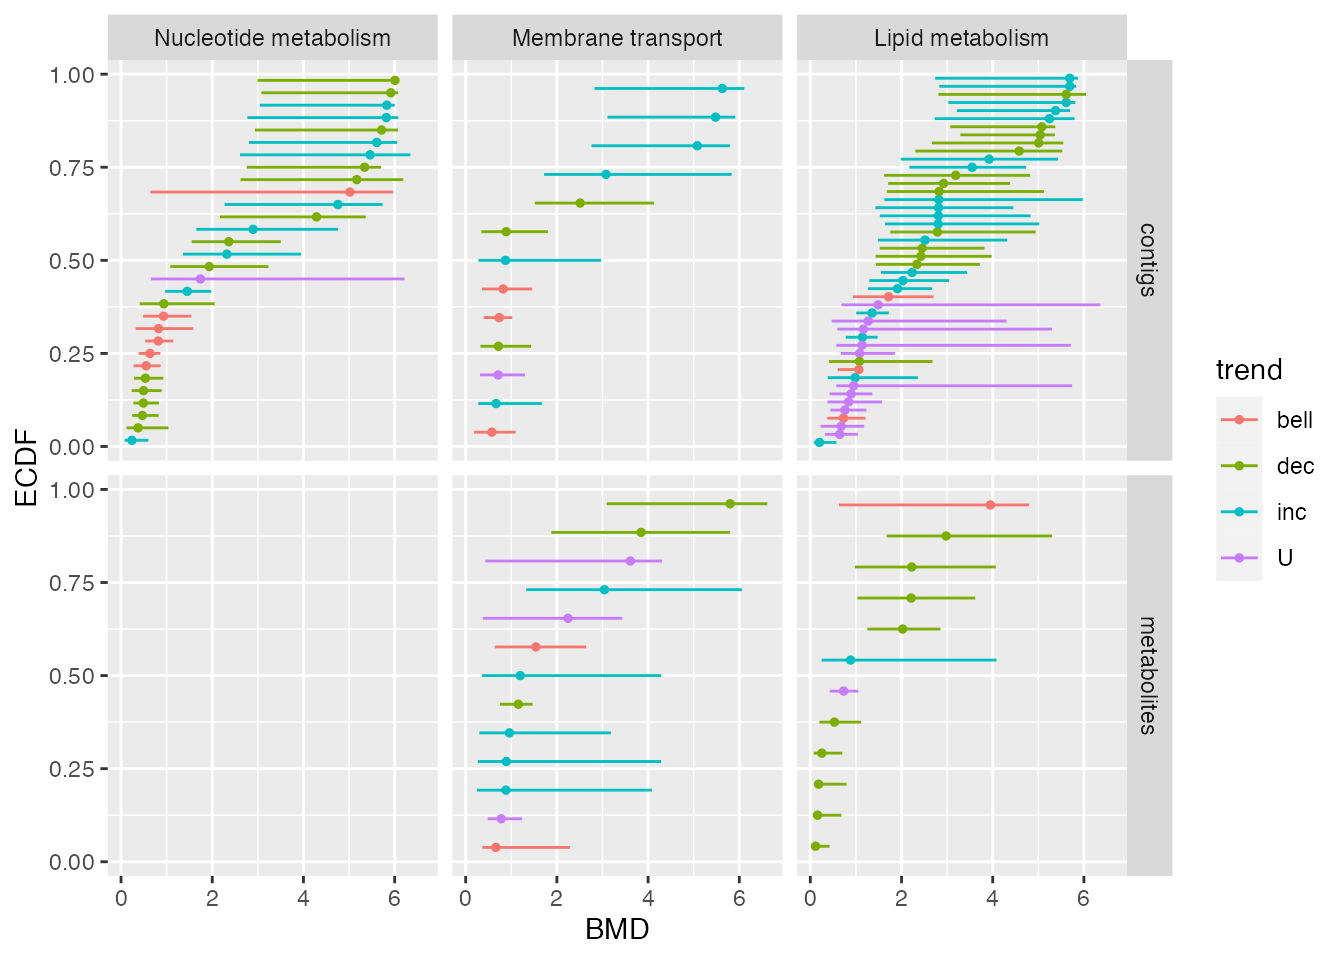 Nucleotide metabolism
Membrane transport
Lipid metabolism
1.00
0.75
0.50
0.25
0.00
contigs
ECDF
1.00
0.75
0.50
0.25
0.00
metabolites
0 2 4 6
0 2 4 6
0 2 4 6
BMD
trend
bell
dec
inc
U